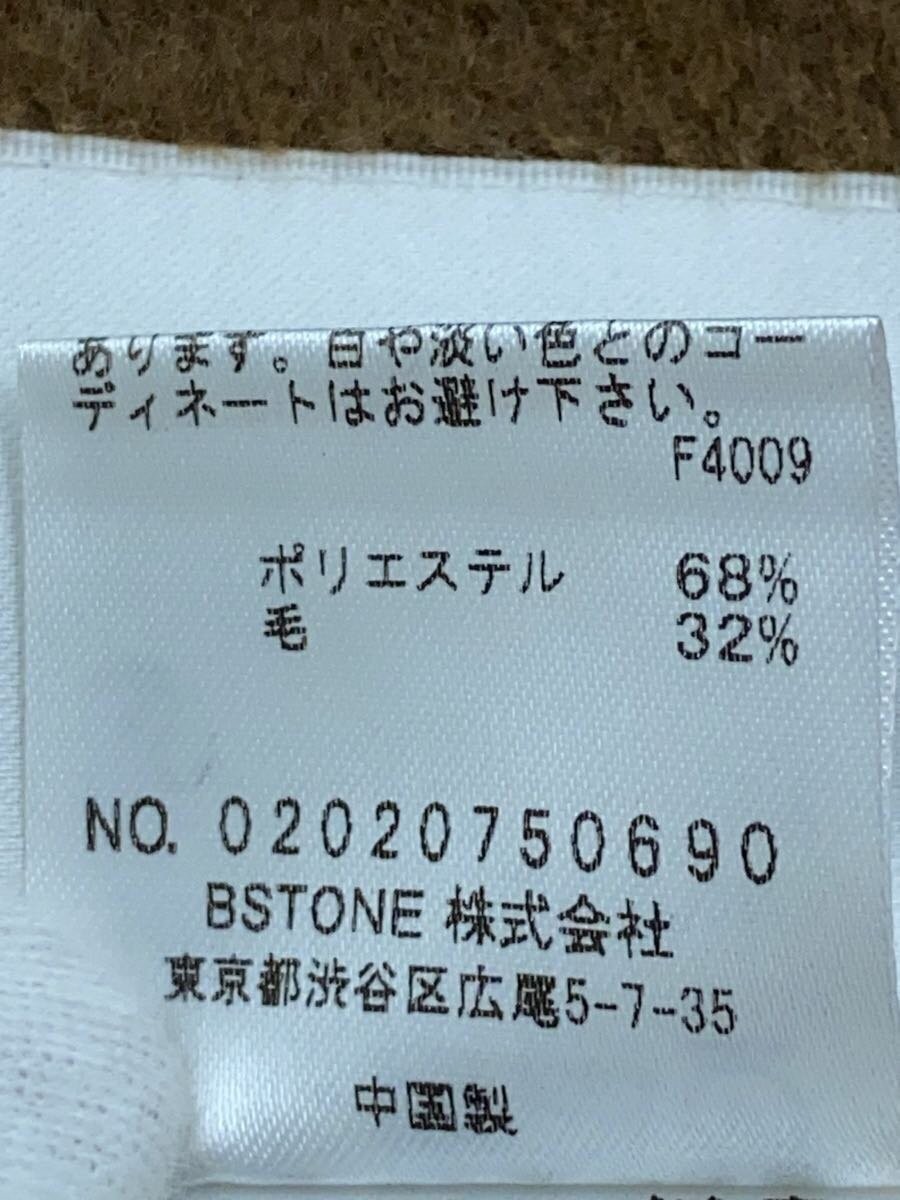 あります。白や淡い色とのコー
ディネートはお避け下さい。
F4009
ポリエステル 68%
毛 32%
NO. 02020750690
BSTONE 株式会社
東京都渋谷区広尾5-7-35
中国製